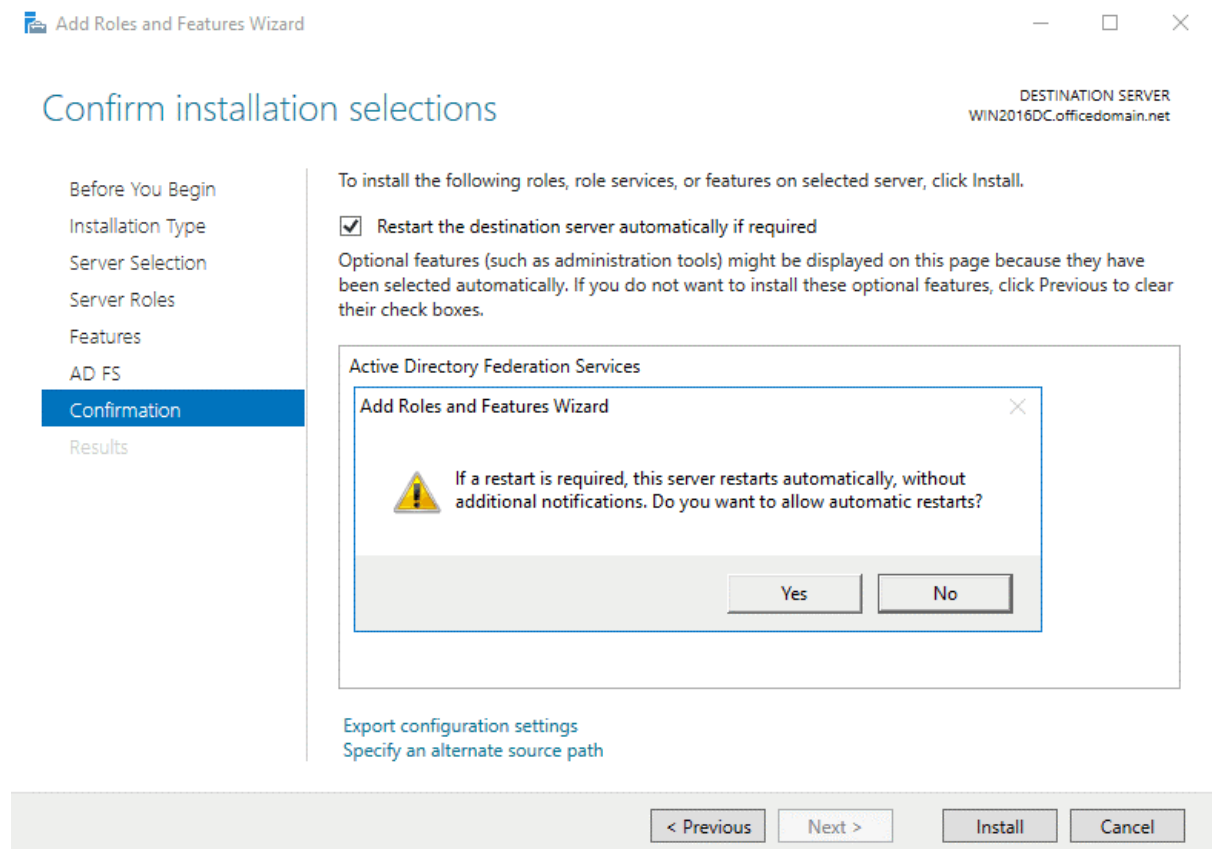 Add Roles and Features Wizard
Confirm installation selections
DESTINATION SERVER
WIN2016DC.officedomain.net
Before You Begin
Installation Type
Server Selection
Server Roles
Features
AD FS
Confirmation
Results
To install the following roles, role services, or features on selected server, click Install.
Restart the destination server automatically if required
Optional features (such as administration tools) might be displayed on this page because they have
been selected automatically. If you do not want to install these optional features, click Previous to clear
their check boxes.
Active Directory Federation Services
Add Roles and Features Wizard
If a restart is required, this server restarts automatically, without
additional notifications. Do you want to allow automatic restarts?
Yes
No
Export configuration settings
Specify an alternate source path
< Previous
Next >
Install
Cancel